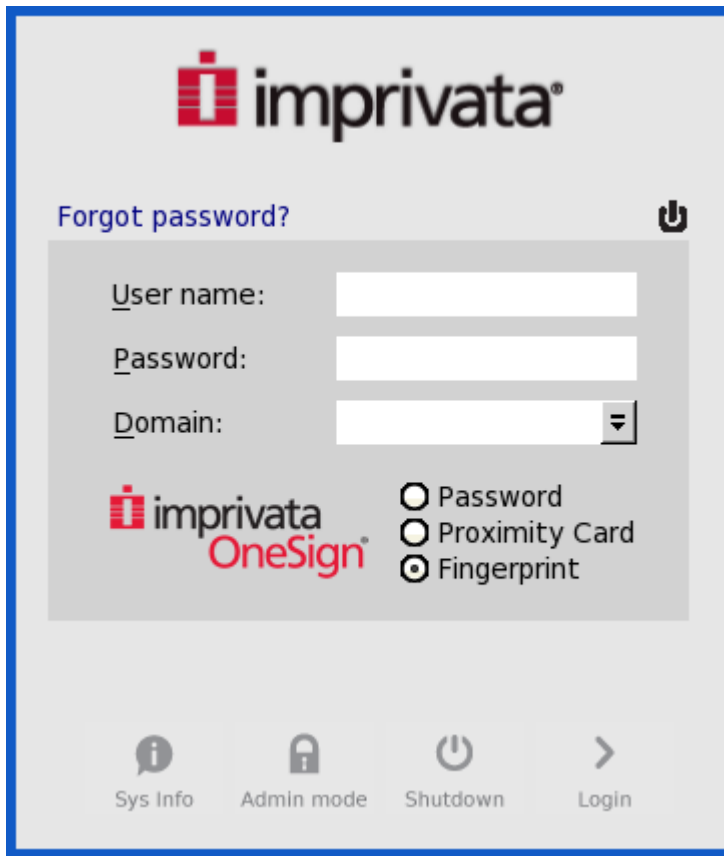 imprivata®
Forgot password?
User name:
Password:
Domain:
imprivata
OneSign®
Password
Proximity Card
Fingerprint
Sys Info
Admin mode
Shutdown
Login